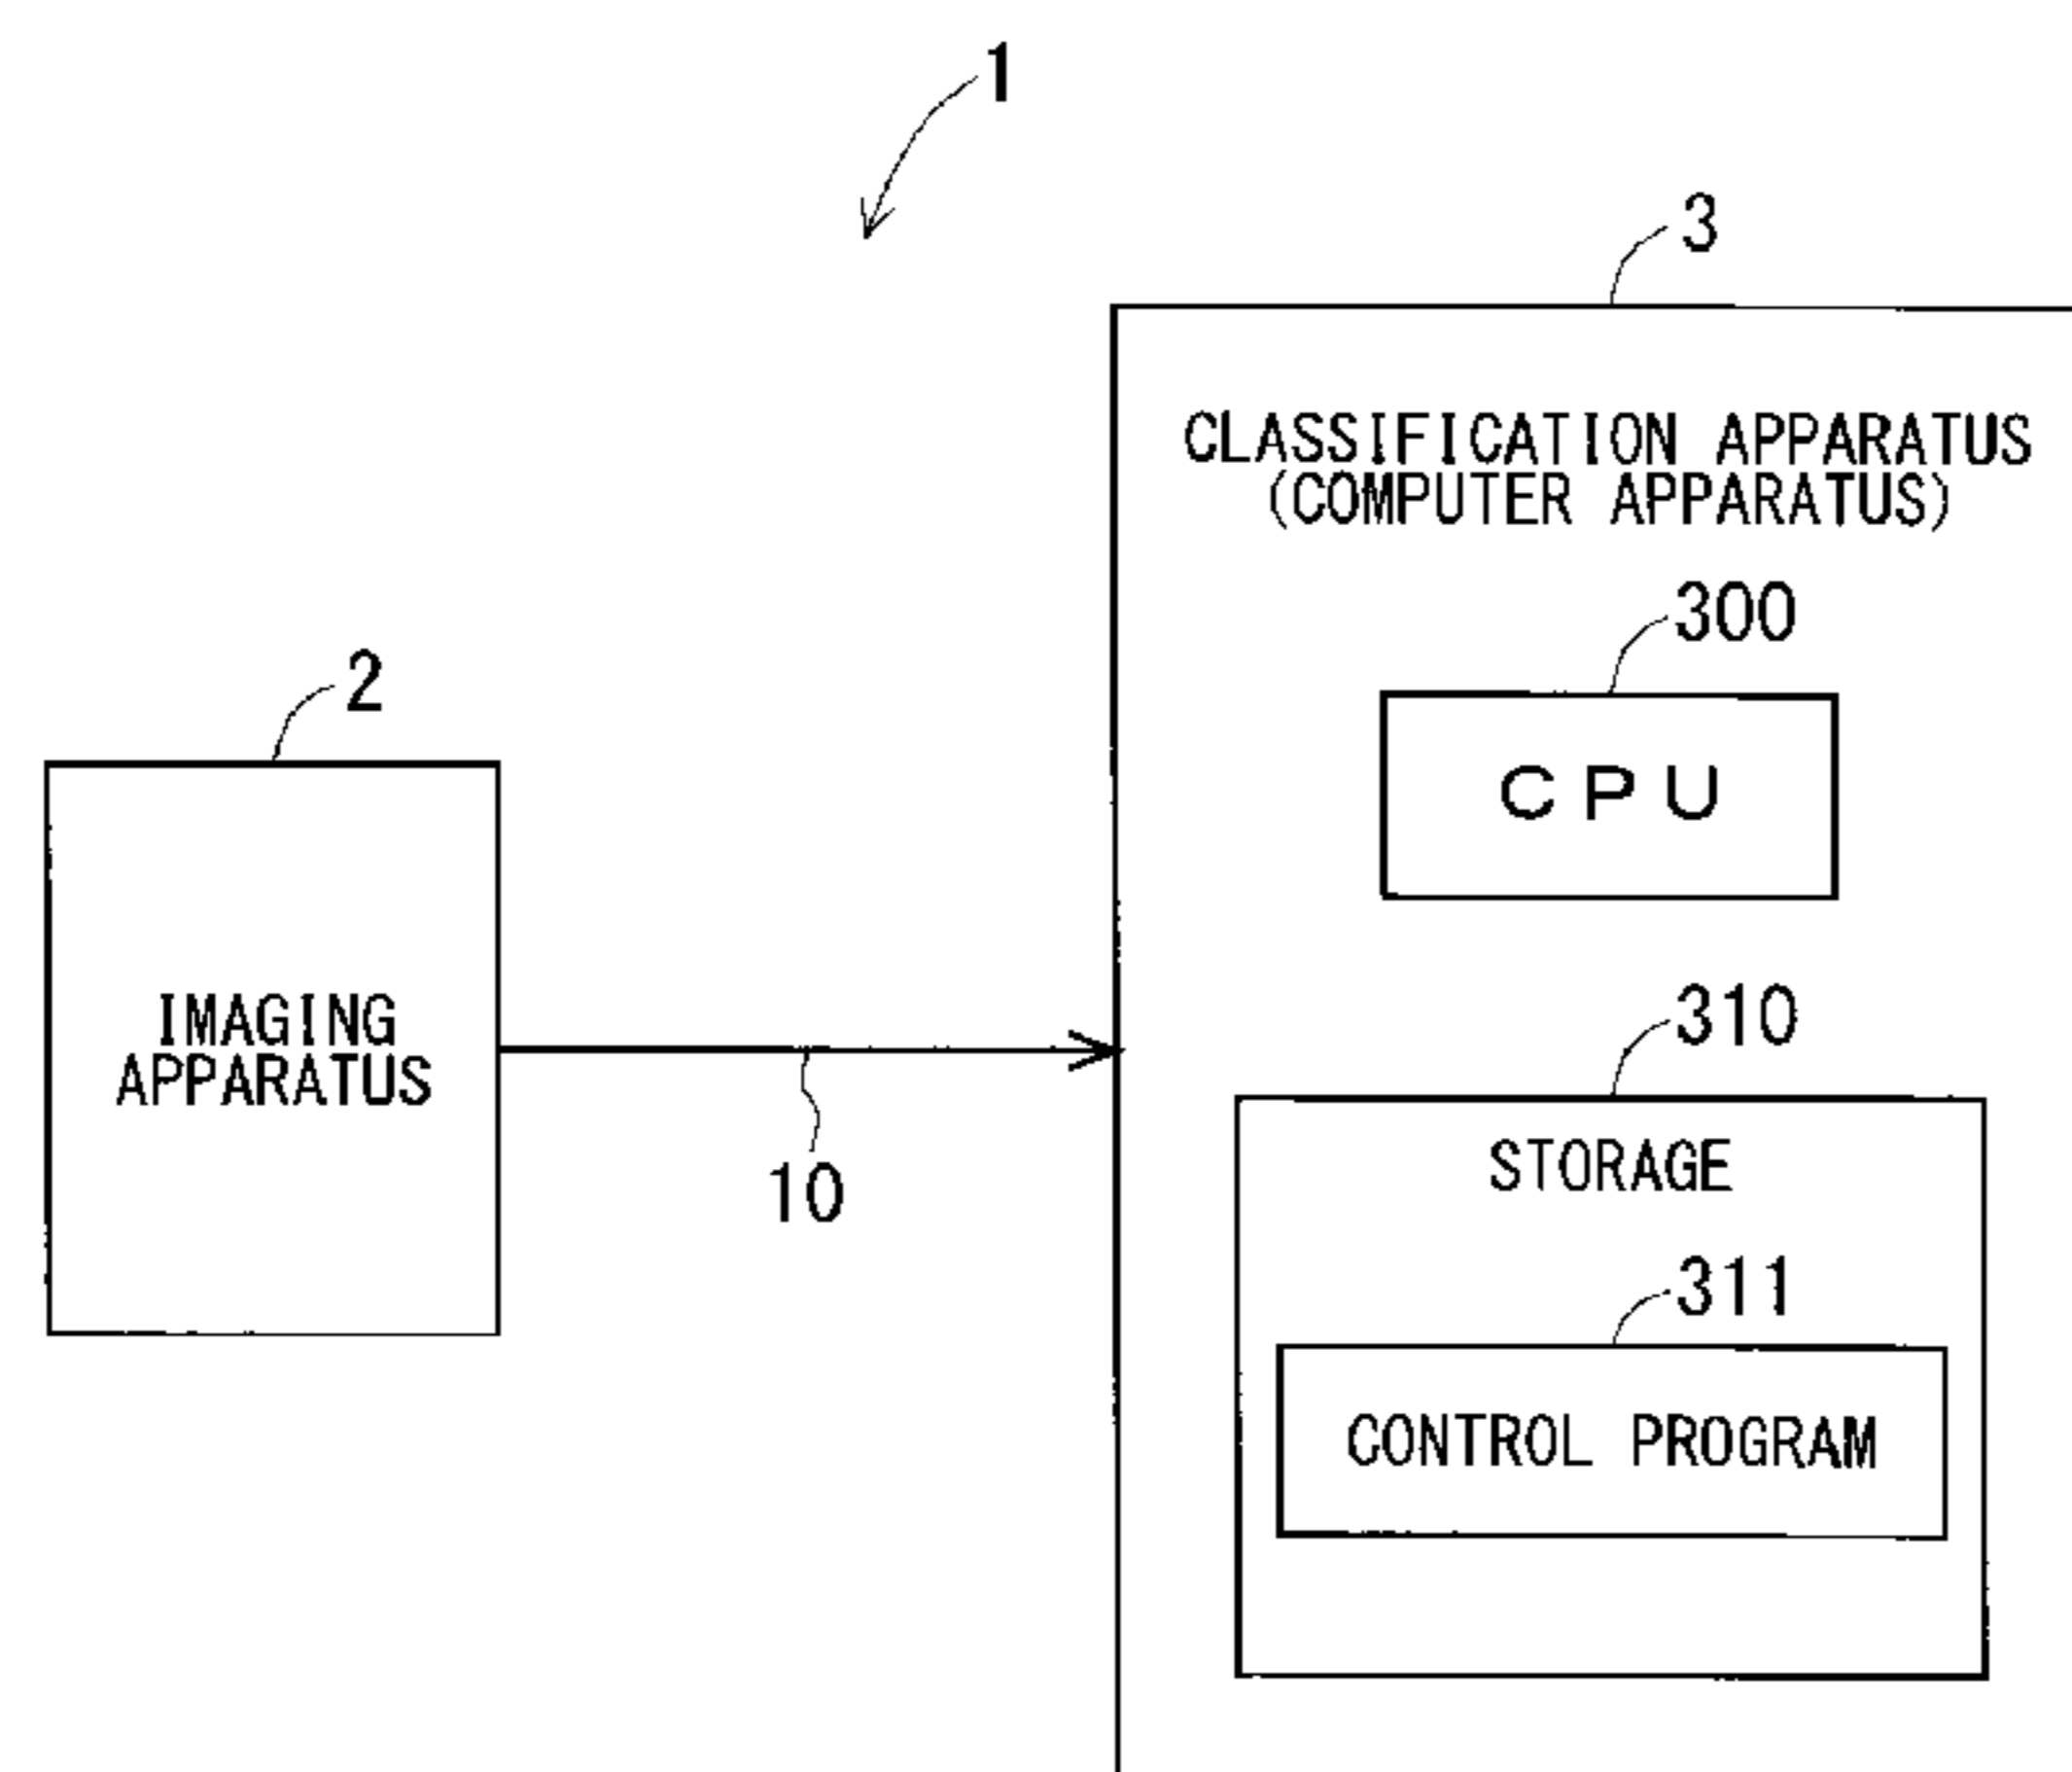 1
3
CLASSIFICATION APPARATUS
(COMPUTER APPARATUS)
300
CPU
2
IMAGING
APPARATUS
10
310
STORAGE
311
CONTROL PROGRAM